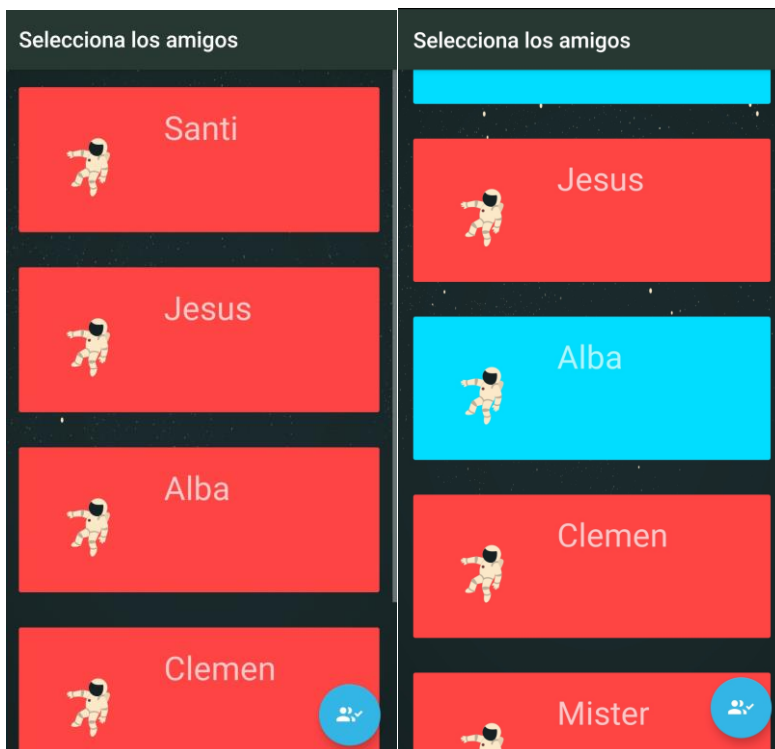 Selecciona los amigos
Santi
Jesus
Alba
Clemen
Selecciona los amigos
Jesus
Alba
Clemen
Mister